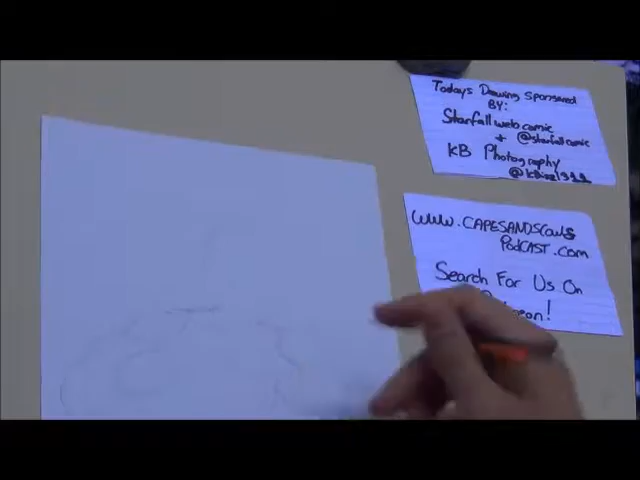 Todays Drawing Sponsored
BY:
Starfall webcomic
+ @starfallcomic
KB Photography
www.CAPESANDSCOWLS
PODCAST.com
Search For Us On